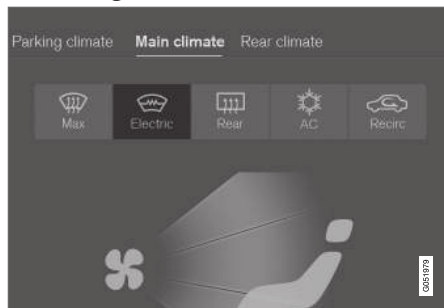 Parking climate Main climate Rear climate
Max Electric Rear AC Recirc
G051979